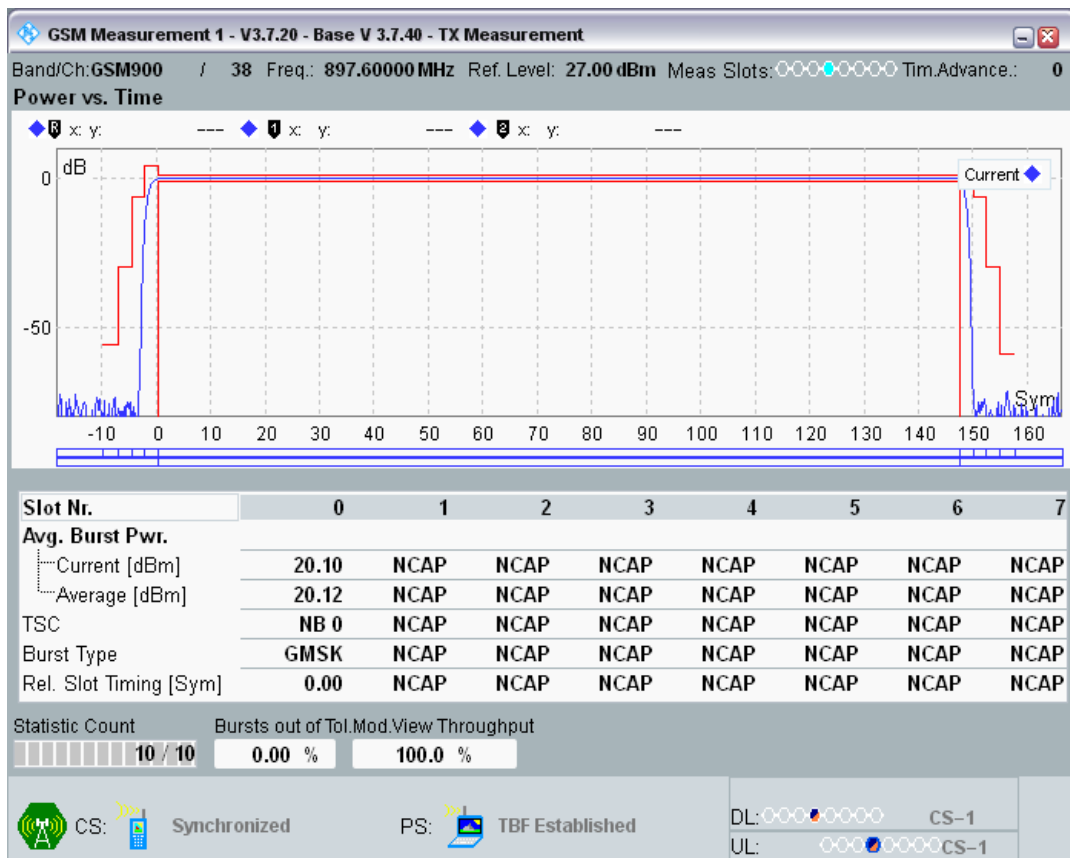 GSM Measurement 1 - V3.7.20 - Base V 3.7.40 - TX Measurement
Band/Ch:GSM900 / 38 Freq.: 897.60000 MHz Ref. Level: 27.00 dBm Meas Slots: Tim.Advance.: 0
Power vs. Time
R x: y: --- 1 x: y: --- 2 x: y: ---
dB
Current
0
-50
Sym
-10 0 10 20 30 40 50 60 70 80 90 100 110 120 130 140 150 160
Slot Nr. 0 1 2 3 4 5 6 7
Avg. Burst Pwr.
Current [dBm] 20.10 NCAP NCAP NCAP NCAP NCAP NCAP NCAP
Average [dBm] 20.12 NCAP NCAP NCAP NCAP NCAP NCAP NCAP
TSC NB 0 NCAP NCAP NCAP NCAP NCAP NCAP NCAP
Burst Type GMSK NCAP NCAP NCAP NCAP NCAP NCAP NCAP
Rel. Slot Timing [Sym] 0.00 NCAP NCAP NCAP NCAP NCAP NCAP NCAP
Statistic Count Bursts out of Tol.Mod.View Throughput
10 / 10 0.00 % 100.0 %
CS: Synchronized PS: TBF Established
DL: CS-1
UL: CS-1